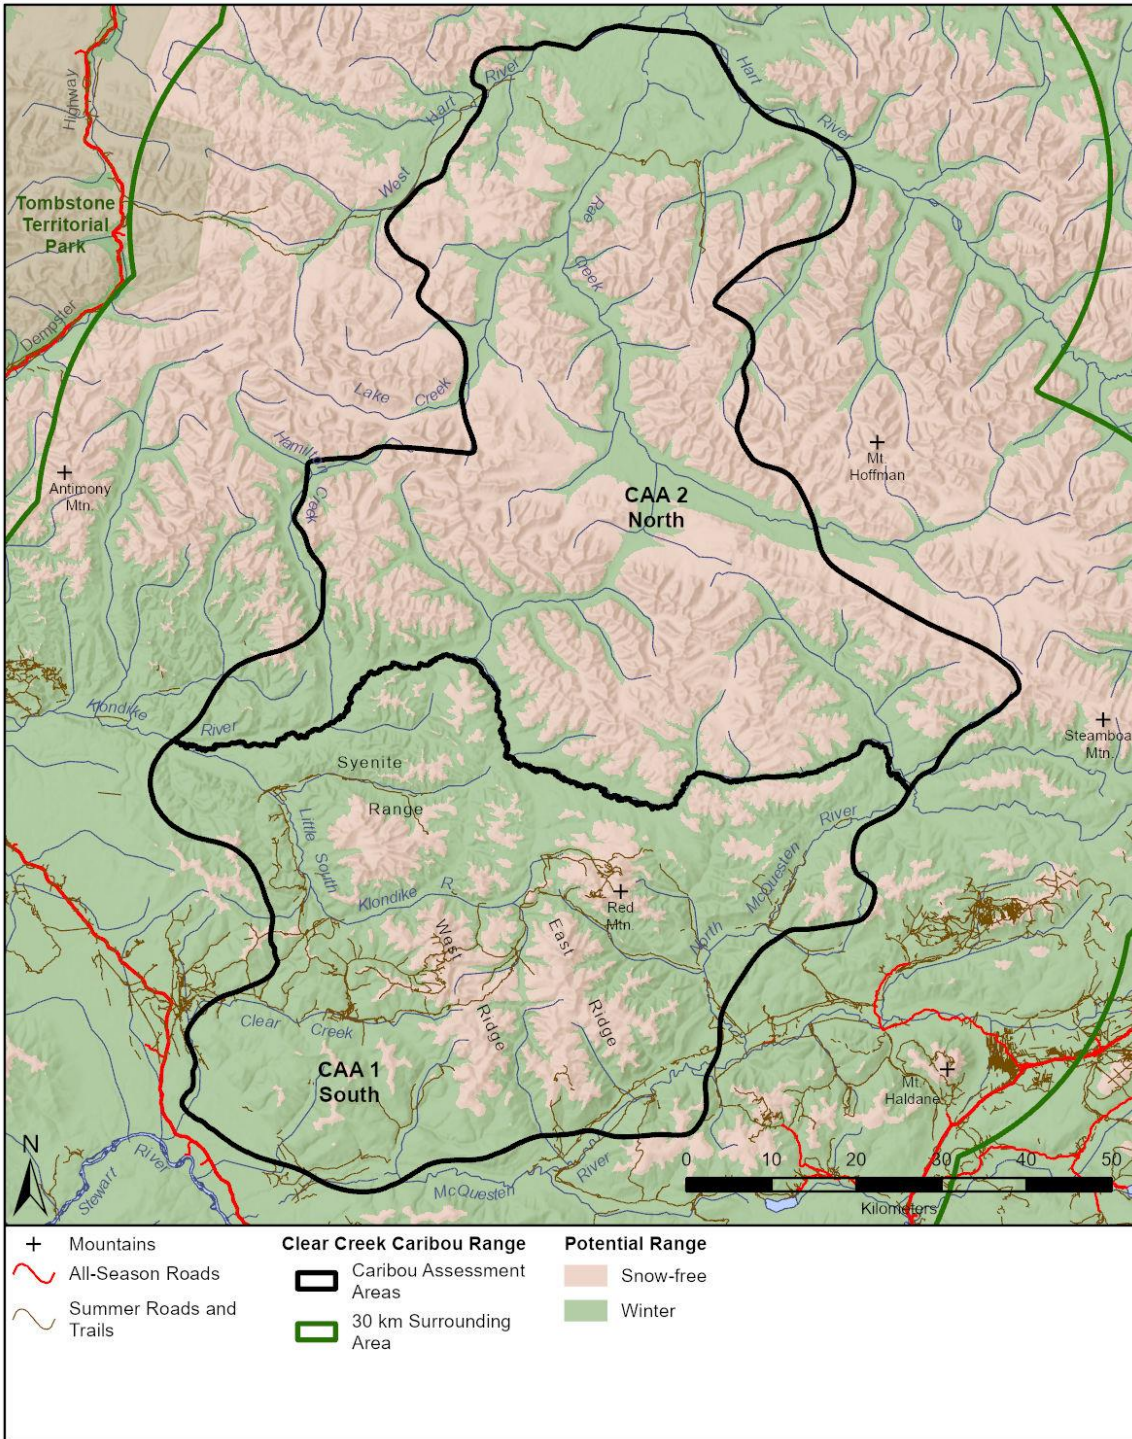 Highway
Tombstone
Territorial
Park
Dempster
West
Hart
River
Hart
River
Rae
Creek
Lake
Creek
Hamilton
Creek
Antimony
Mtn.
Mt.
Hoffman
CAA 2
North
Klondike
River
Steamboa
Mtn.
Syenite
Range
Little
South
Klondike
R.
River
McQuesten
North
Red
Mtn.
West
Ridge
East
Ridge
Clear
Creek
CAA 1
South
Mt.
Haldane
N
Stewart
River
McQuesten
River
0 10 20 30 40 50
Kilometers
Mountains
All-Season Roads
Summer Roads and
Trails
Clear Creek Caribou Range
Caribou Assessment
Areas
30 km Surrounding
Area
Potential Range
Snow-free
Winter